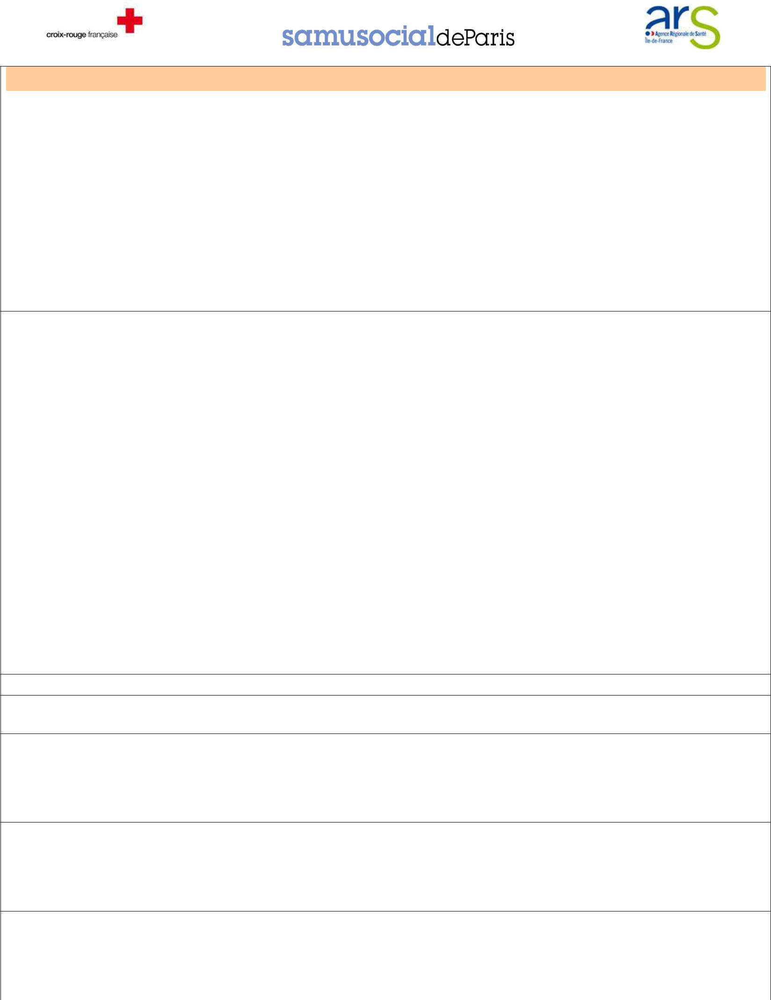 croix-rouge française
samusocialdeParis
ars
Agence Régionale de Santé
Île-de-France